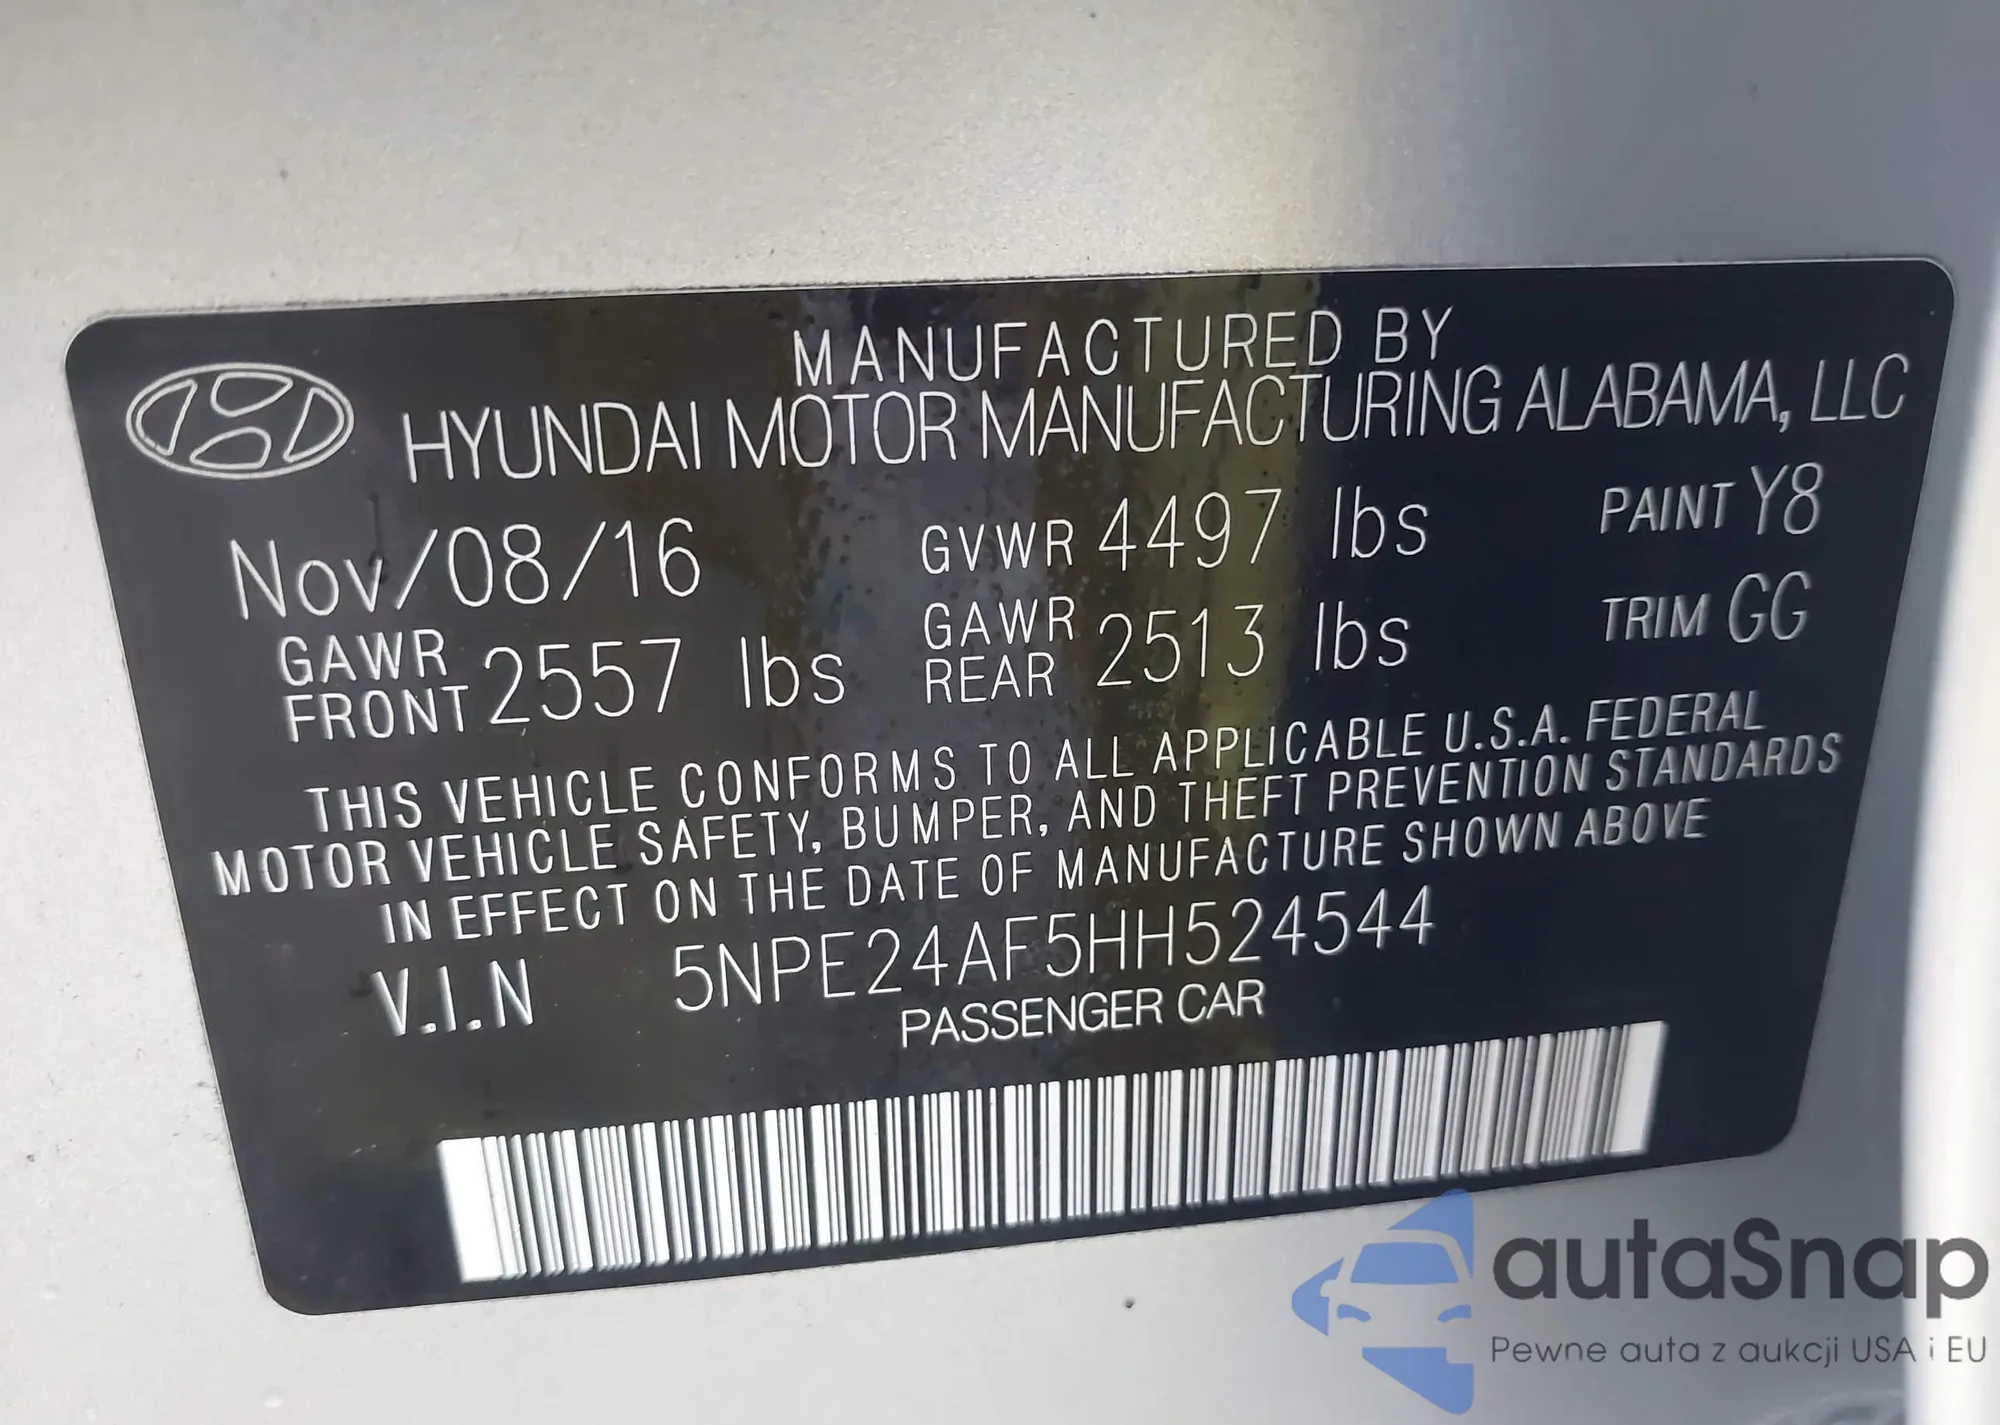 MANUFACTURED BY
HYUNDAI MOTOR MANUFACTURING ALABAMA, LLC
Nov/08/16 GVWR 4497 lbs PAINT Y8
GAWR FRONT 2557 lbs GAWR REAR 2513 lbs TRIM GG
THIS VEHICLE CONFORMS TO ALL APPLICABLE U.S.A. FEDERAL
MOTOR VEHICLE SAFETY, BUMPER, AND THEFT PREVENTION STANDARDS
IN EFFECT ON THE DATE OF MANUFACTURE SHOWN ABOVE
V.I.N 5NPE24AF5HH524544
PASSENGER CAR
autaSnap
Pewne auta z aukcji USA i EU